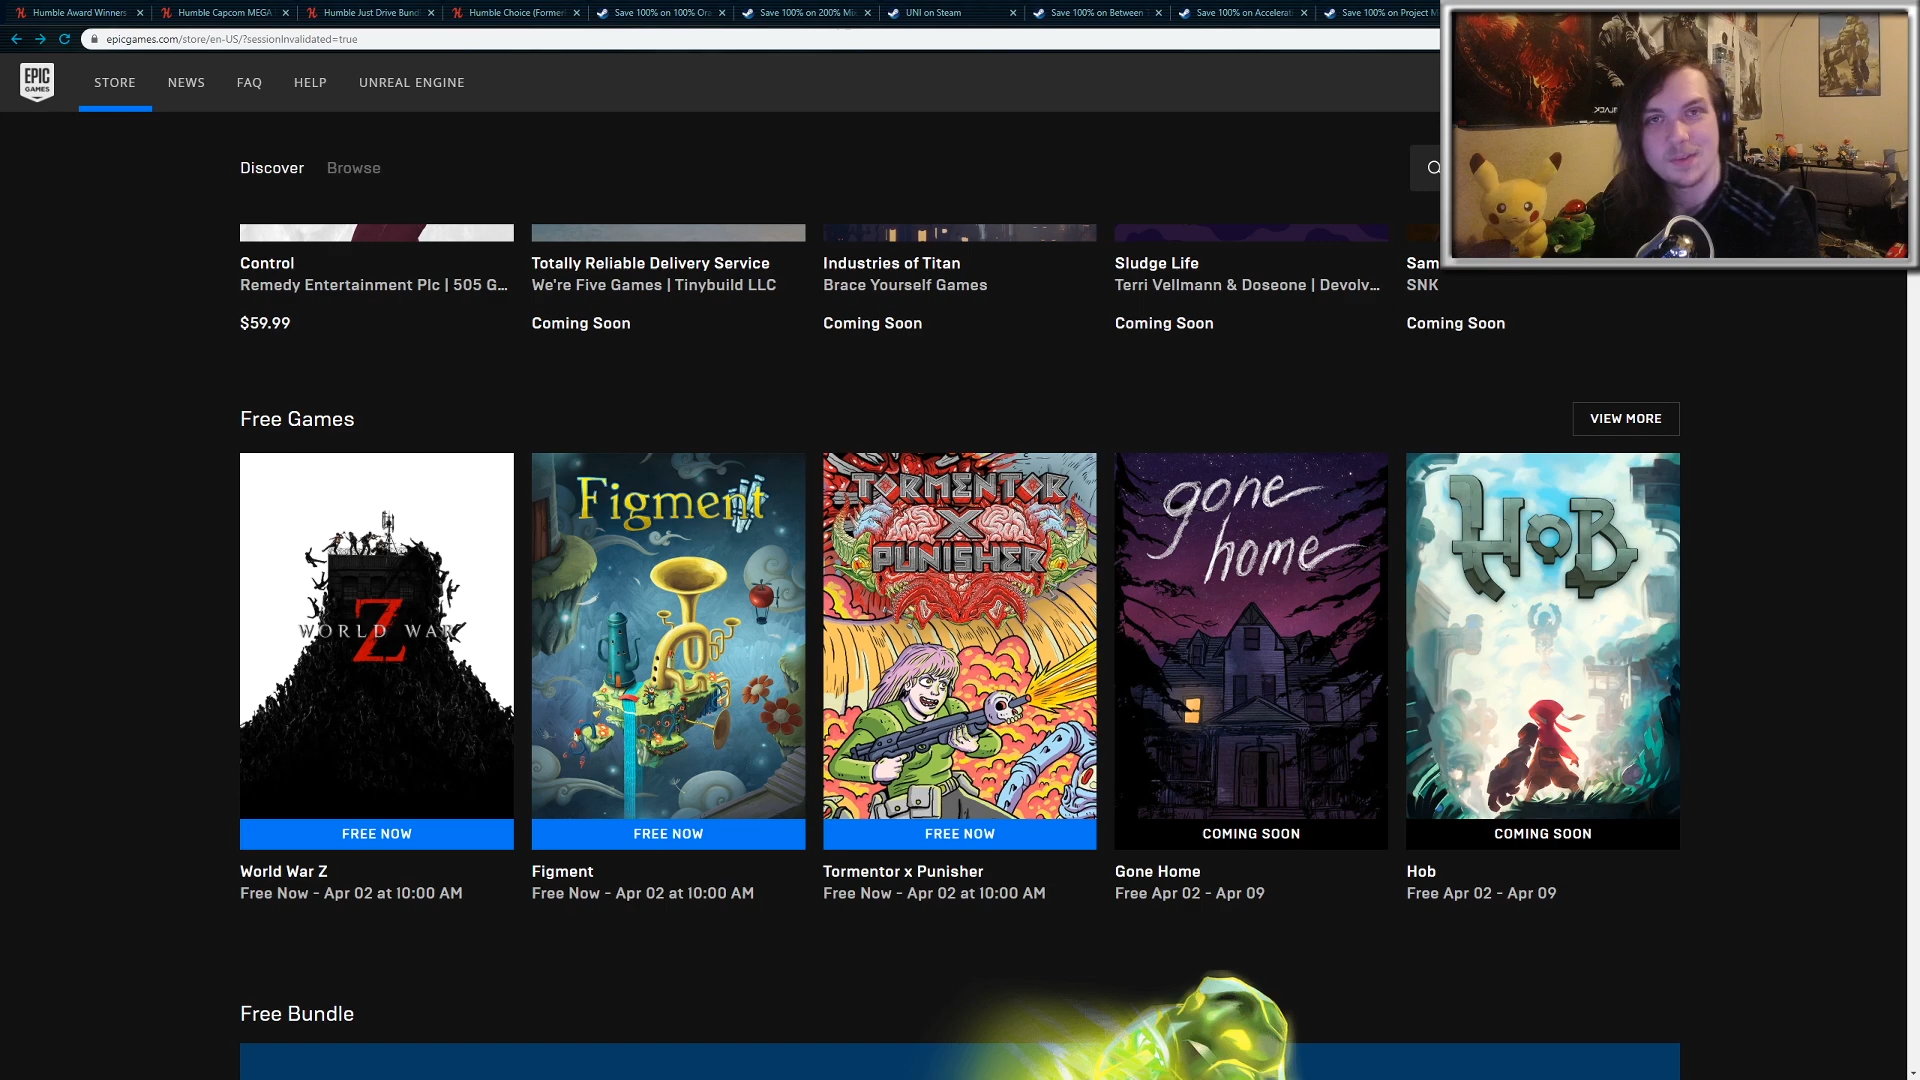 Humble Award Winners
Humble Capcom MEGA
Humble Just Drive Bund
Humble Choice (Former
Save 100% on 100% Ora
Save 100% on 200% Mix
UNI on Steam
Save 100% on Between
Save 100% on Accelerat
Save 100% on Project M
epicgames.com/store/en-US/?sessionInvalidated=true
EPIC
GAMES
STORE
NEWS
FAQ
HELP
UNREAL ENGINE
Discover
Browse
Control
Remedy Entertainment Plc | 505 G...
$59.99
Totally Reliable Delivery Service
We're Five Games | Tinybuild LLC
Coming Soon
Industries of Titan
Brace Yourself Games
Coming Soon
Sludge Life
Terri Vellmann & Doseone | Devolv...
Coming Soon
Sam
SNK
Coming Soon
Free Games
VIEW MORE
WORLD WAR
Z
Figment
TORMENTOR
X
PUNISHER
gone
home
HOB
FREE NOW
FREE NOW
FREE NOW
COMING SOON
COMING SOON
World War Z
Free Now - Apr 02 at 10:00 AM
Figment
Free Now - Apr 02 at 10:00 AM
Tormentor x Punisher
Free Now - Apr 02 at 10:00 AM
Gone Home
Free Apr 02 - Apr 09
Hob
Free Apr 02 - Apr 09
Free Bundle